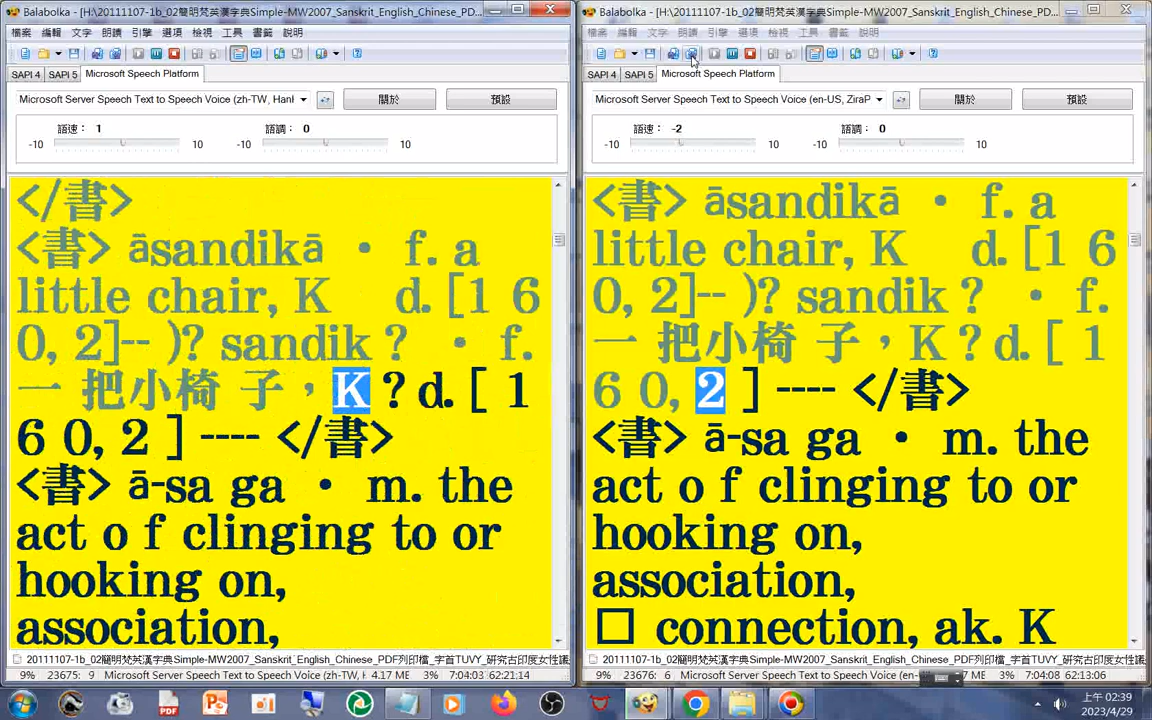 Balabolka - [H:\20111107-1b_02簡明梵英漢字典Simple-MW2007_Sanskrit_English_Chinese_PD...
檔案 編輯 文字 朗讀 引擎 選項 檢視 工具 書籤 說明
SAPI 4 SAPI 5 Microsoft Speech Platform
Microsoft Server Speech Text to Speech Voice (zh-TW, Hanl
關於 預設
語速： 1 語調： 0
-10 10 -10 10
</書>
<書> āsandikā • f. a
little chair, K d. [1 6
0, 2]-- )? sandik ? • f.
一 把小椅 子，K ? d. [ 1
6 0, 2 ] ---- </書>
<書> ā-sa ga • m. the
act o f clinging to or
hooking on,
association,
20111107-1b_02簡明梵英漢字典Simple-MW2007_Sanskrit_English_Chinese_PDF列印檔_字首TUVY_研究古印度女性議
9% 23675: 9 Microsoft Server Speech Text to Speech Voice (zh-TW, H 4.17 ME 3% 7:04:03 62:21:14
Balabolka - [H:\20111107-1b_02簡明梵英漢字典Simple-MW2007_Sanskrit_English_Chinese_PDF...
檔案 編輯 文字 朗讀 引擎 選項 檢視 工具 書籤 說明
SAPI 4 SAPI 5 Microsoft Speech Platform
Microsoft Server Speech Text to Speech Voice (en-US, ZiraP
關於 預設
語速： -2 語調： 0
-10 10 -10 10
<書> āsandikā • f. a
little chair, K d. [1 6
0, 2]-- )? sandik ? • f.
一 把小椅 子，K ? d. [ 1
6 0, 2 ] ---- </書>
<書> ā-sa ga • m. the
act o f clinging to or
hooking on,
association,
□ connection, ak. K
20111107-1b_02簡明梵英漢字典Simple-MW2007_Sanskrit_English_Chinese_PDF列印檔_字首TUVY_研究古印度女性議
9% 23676: 6 Microsoft Server Speech Text to Speech Voice (en-u 4.17 MB 3% 7:04:08 62:13:06
上午 02:39
2023/4/29